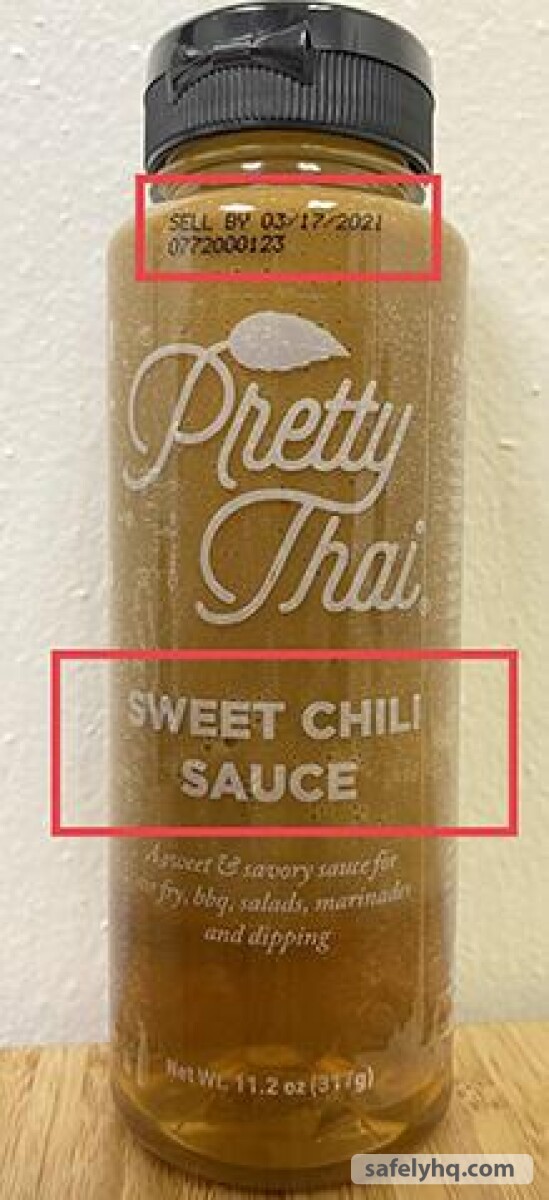 SELL BY 03/17/2021
0772000123
Pretty
Thai
SWEET CHILI
SAUCE
A sweet & savory sauce for
fry, bbq, salads, marinades
and dipping
Net Wt. 11.2 oz (317g)
safelyhq.com